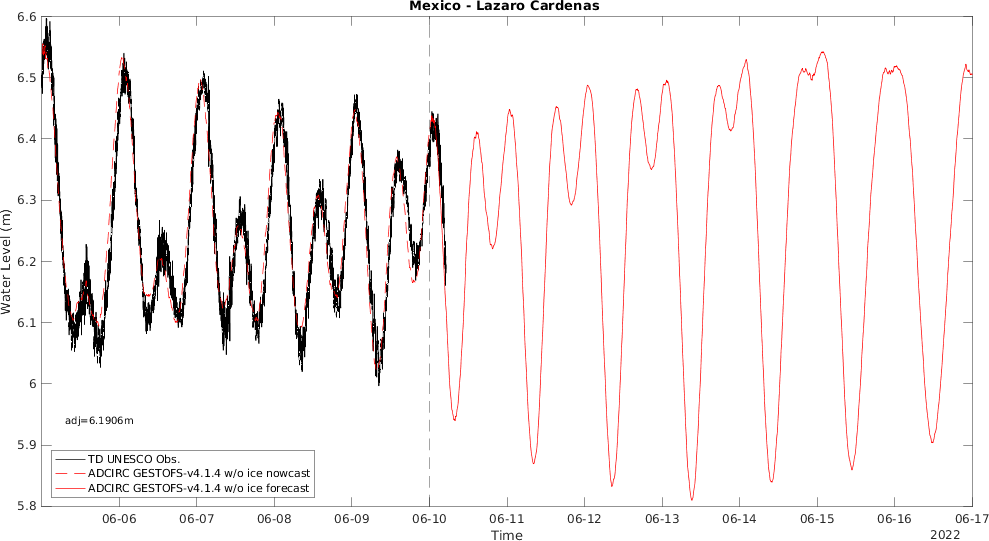 Mexico - Lazaro Cardenas
6.6
6.5
6.4
6.3
6.2
6.1
6
5.9
5.8
Water Level (m)
adj=6.1906m
TD UNESCO Obs.
ADCIRC GESTOFS-v4.1.4 w/o ice nowcast
ADCIRC GESTOFS-v4.1.4 w/o ice forecast
06-06 06-07 06-08 06-09 06-10 06-11 06-12 06-13 06-14 06-15 06-16 06-17
Time
2022